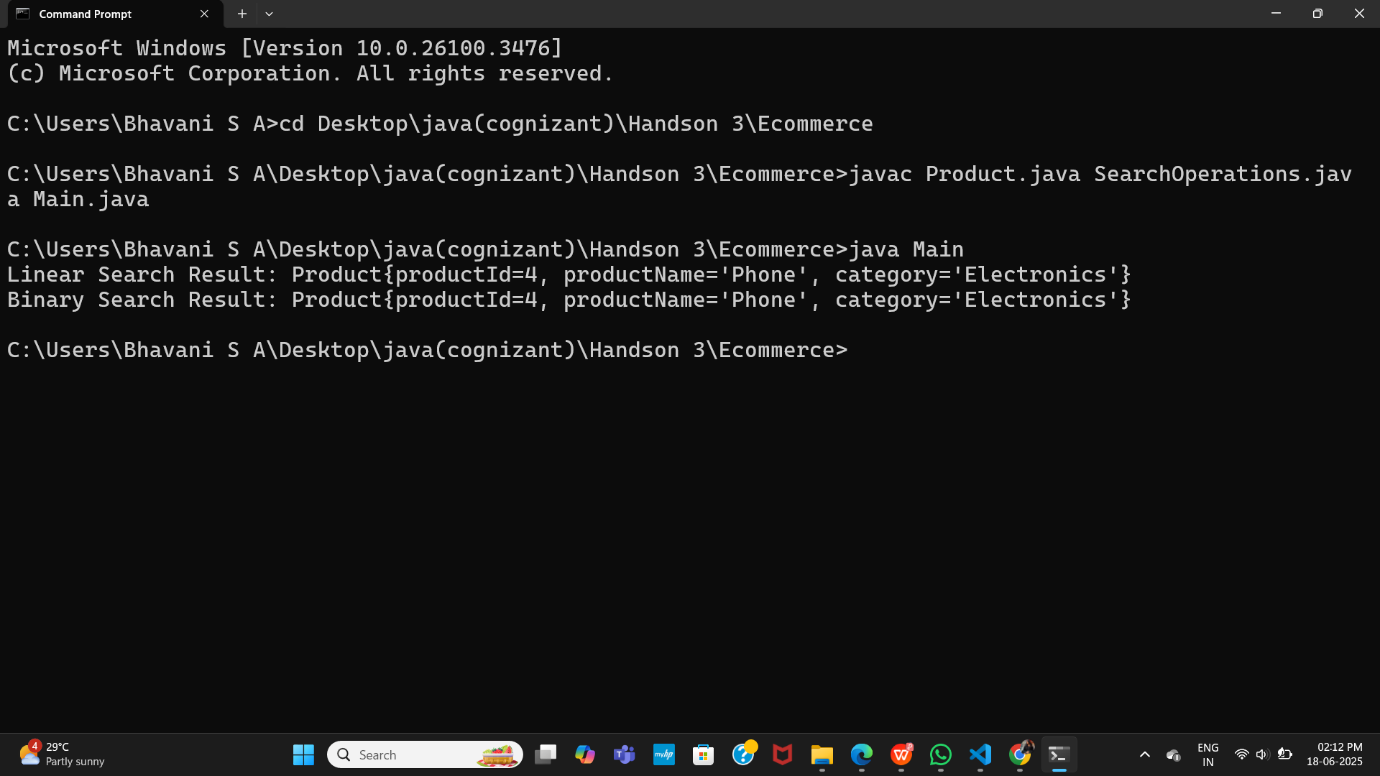 Command Prompt
Microsoft Windows [Version 10.0.26100.3476]
(c) Microsoft Corporation. All rights reserved.
C:\Users\Bhavani S A>cd Desktop\java(cognizant)\Handson 3\Ecommerce
C:\Users\Bhavani S A\Desktop\java(cognizant)\Handson 3\Ecommerce>javac Product.java SearchOperations.jav
a Main.java
C:\Users\Bhavani S A\Desktop\java(cognizant)\Handson 3\Ecommerce>java Main
Linear Search Result: Product{productId=4, productName='Phone', category='Electronics'}
Binary Search Result: Product{productId=4, productName='Phone', category='Electronics'}
C:\Users\Bhavani S A\Desktop\java(cognizant)\Handson 3\Ecommerce>
4
29°C
Partly sunny
Search
myhp
ENG
IN
02:12 PM
18-06-2025